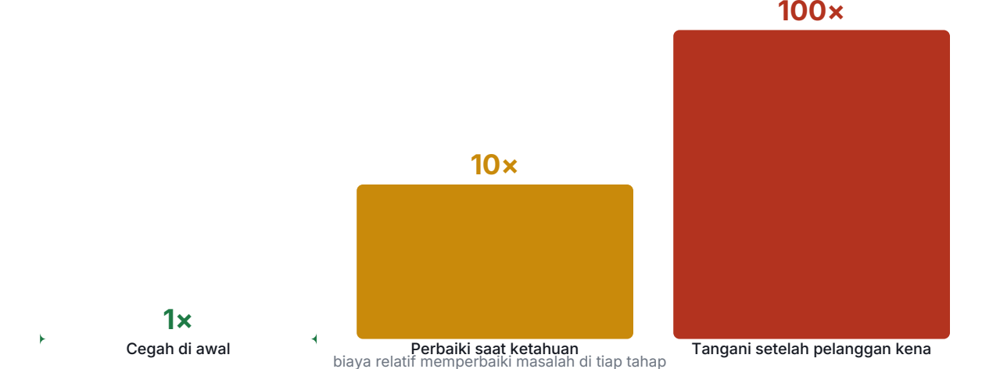 100×
10×
1×
Cegah di awal
Perbaiki saat ketahuan
Tangani setelah pelanggan kena
biaya relatif memperbaiki masalah di tiap tahap